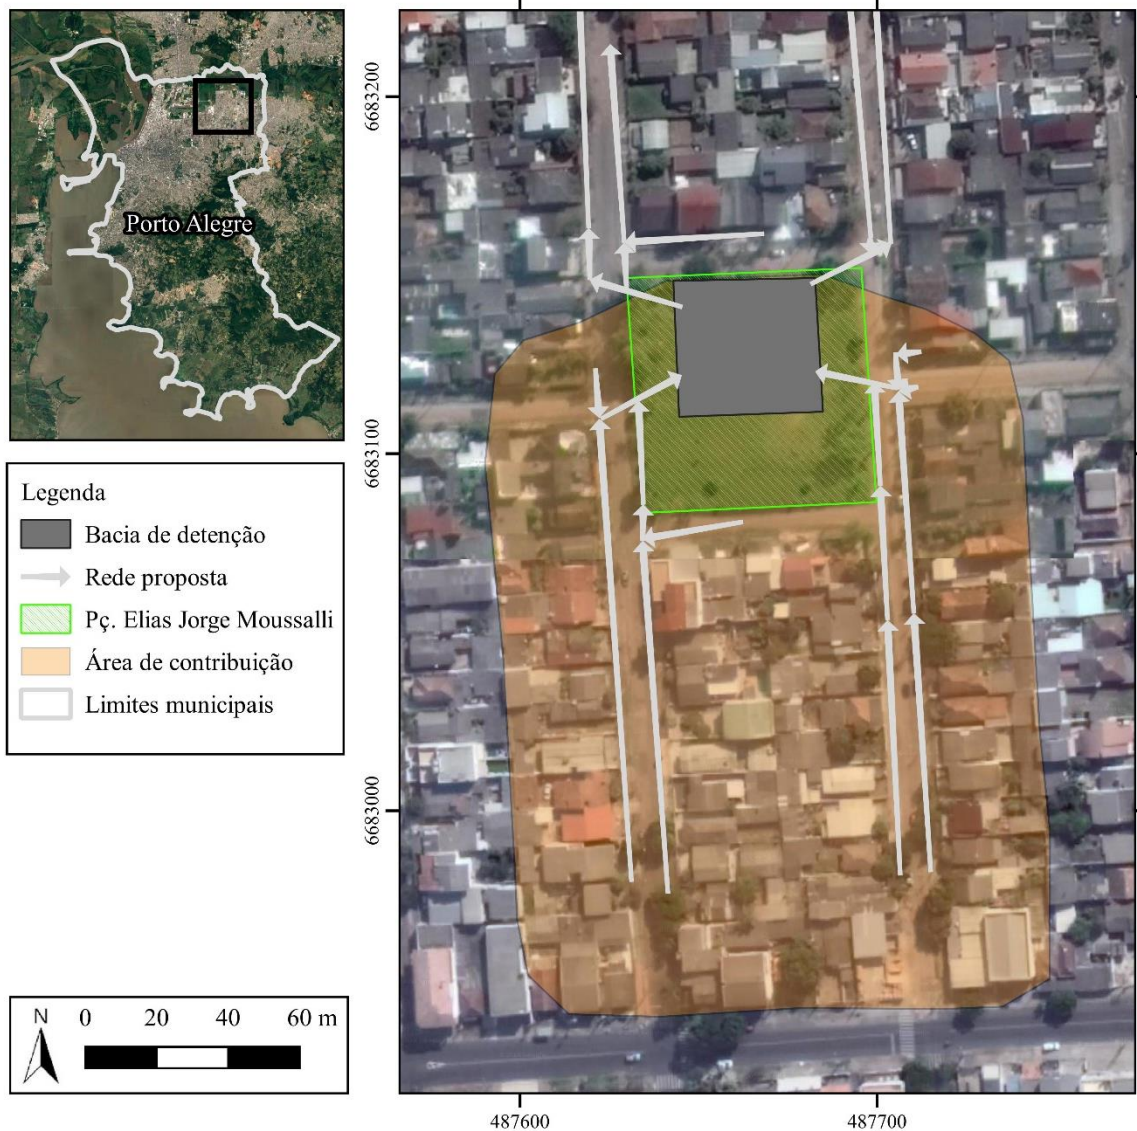 Porto Alegre
Legenda
Bacia de detenção
Rede proposta
Pç. Elias Jorge Moussalli
Área de contribuição
Limites municipais
N
0 20 40 60 m
6683200
6683100
6683000
487600 487700